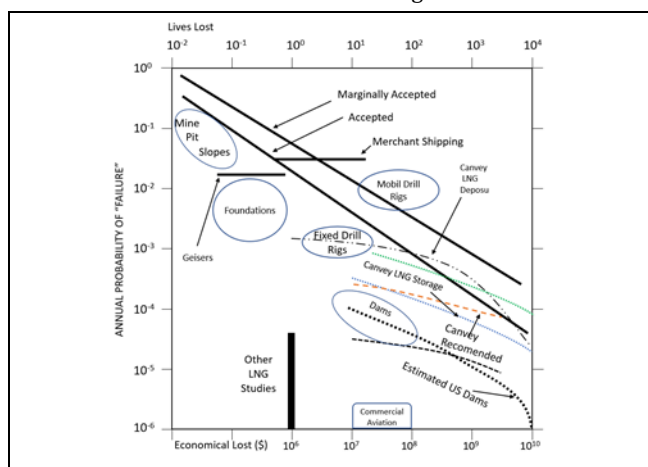 Lives Lost
10-2
10-1
100
101
102
103
104
100
10-1
10-2
10-3
10-4
10-5
10-6
ANNUAL PROBABILITY OF "FAILURE"
Marginally Accepted
Accepted
Mine
Pit
Slopes
Merchant Shipping
Mobil Drill
Rigs
Canvey
LNG
Deposu
Foundations
Geisers
Fixed Drill
Rigs
Canvey LNG Storage
Dams
Canvey
Recomended
Other
LNG
Studies
Estimated US Dams
Commercial
Aviation
Economical Lost ($)
106
107
108
109
1010